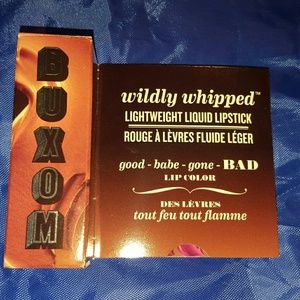 BUXOM
wildly whipped™
LIGHTWEIGHT LIQUID LIPSTICK
ROUGE À LÈVRES FLUIDE LÉGER
good - babe - gone - BAD
LIP COLOR
DES LÈVRES
tout feu tout flamme